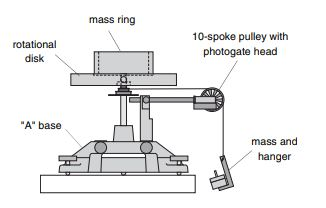 mass ring
10-spoke pulley with
photogate head
rotational
disk
"A" base
mass and
hanger